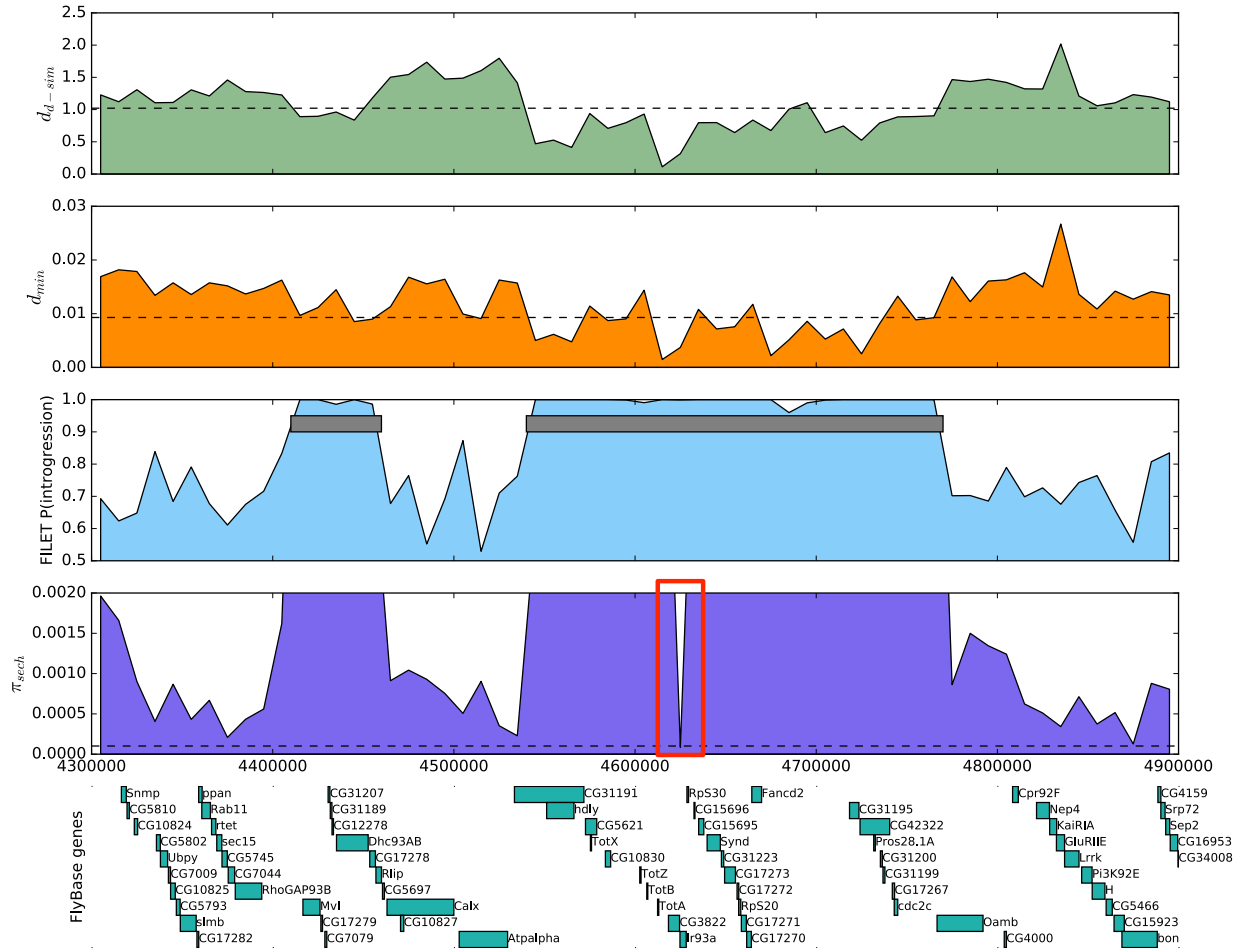 2.5
2.0
1.5
1.0
0.5
0.0
d_{d-sim}
0.03
0.02
0.01
0.00
d_{min}
1.0
0.9
0.8
0.7
0.6
0.5
FILET P(introgression)
0.0020
0.0015
0.0010
0.0005
0.0000
π_{sech}
4300000 4400000 4500000 4600000 4700000 4800000 4900000
FlyBase genes
Snmp ppan CG31207 CG31191 RpS30 Fancd2 Cpr92F CG4159
CG5810 Rab11 CG31189 hdly CG15696 CG31195 Nep4 Srp72
CG10824 rtet CG12278 CG5621 CG15695 CG42322 KaiRIA Sep2
CG5802 sec15 Dhc93AB TotX Synd Pros28.1A GluRIIE CG16953
Ubpy CG5745 CG17278 CG10830 CG31223 CG31200 Lrrk CG34008
CG7009 CG7044 Rlip TotZ CG17273 CG31199 Pi3K92E
CG10825 RhoGAP93B CG5697 TotB CG17272 CG17267 H
CG5793 Mvl Calx TotA RpS20 cdc2c CG5466
slmb CG17279 CG10827 CG3822 CG17271 Oamb CG15923
CG17282 CG7079 Atpalpha Ir93a CG17270 CG4000 bon